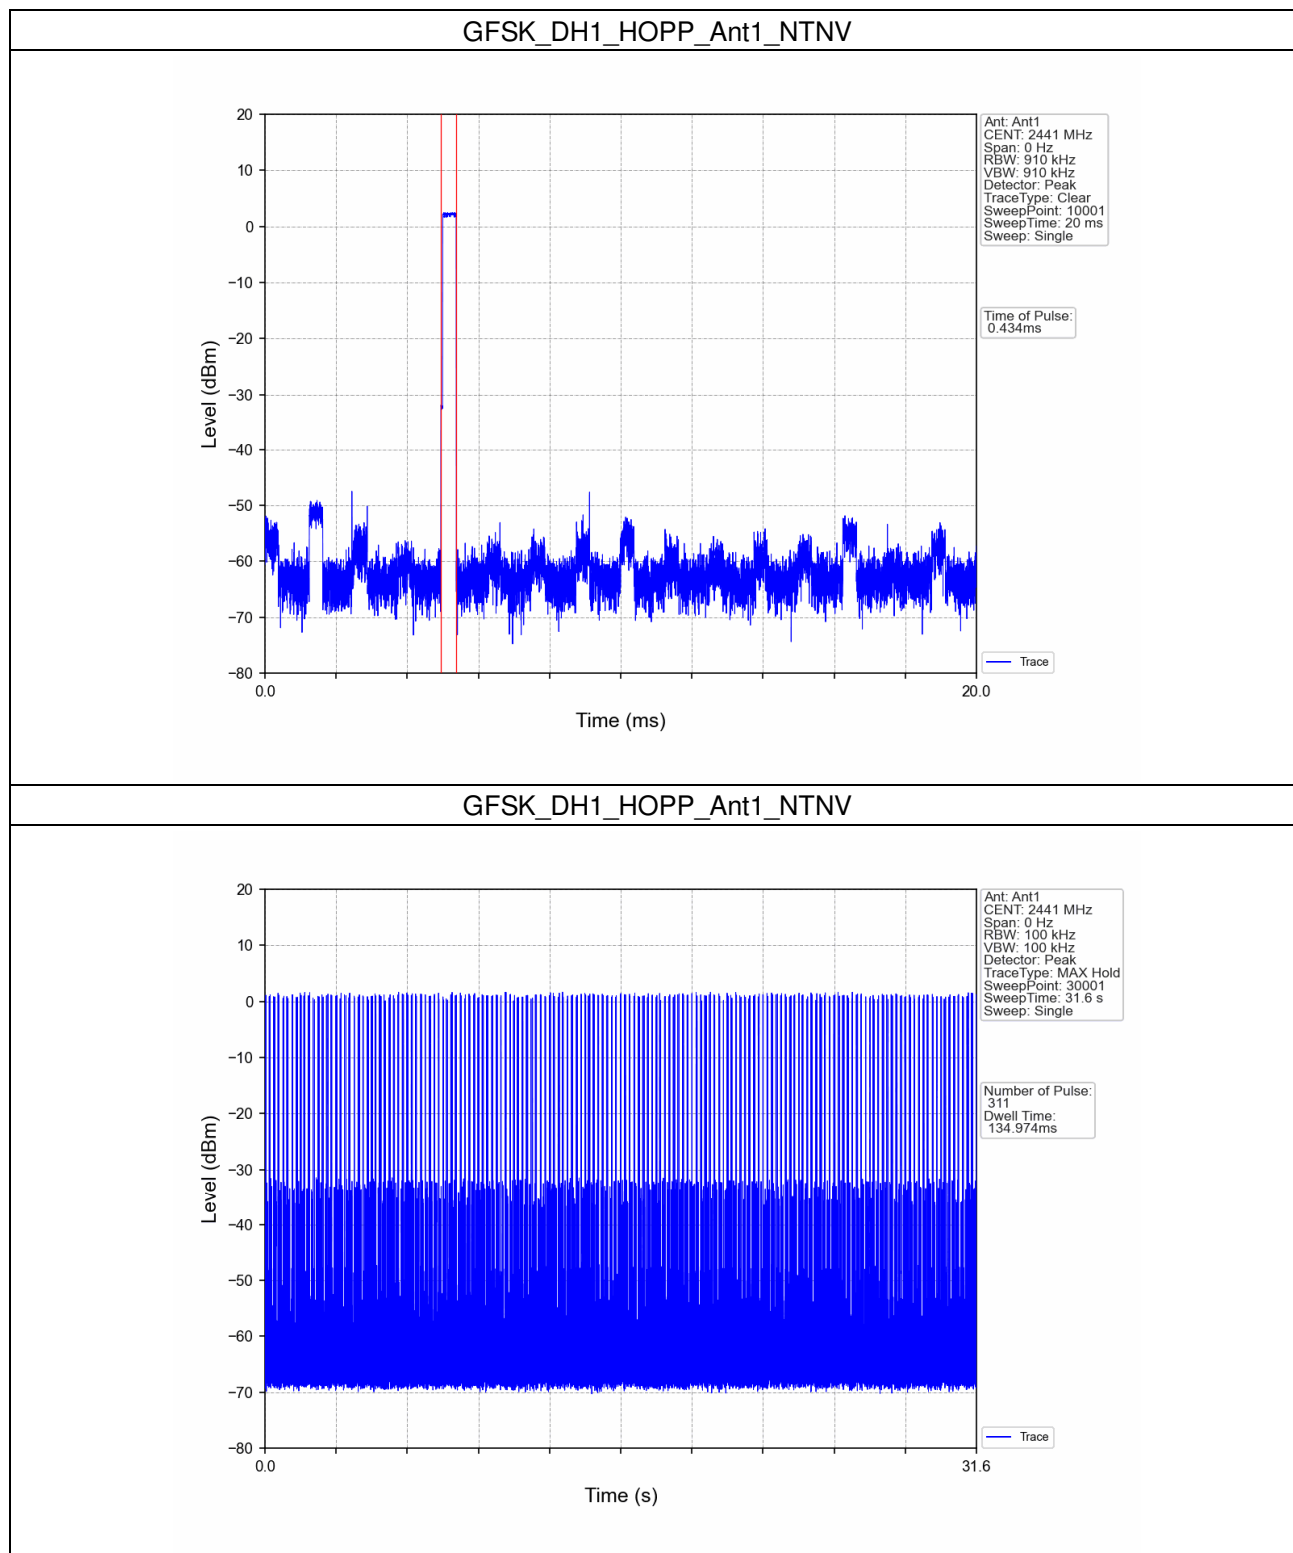 GFSK_DH1_HOPP_Ant1_NTNV
20
10
0
−10
−20
−30
−40
−50
−60
−70
−80
Level (dBm)
0.0
20.0
Time (ms)
Ant: Ant1
CENT: 2441 MHz
Span: 0 Hz
RBW: 910 kHz
VBW: 910 kHz
Detector: Peak
TraceType: Clear
SweepPoint: 10001
SweepTime: 20 ms
Sweep: Single
Time of Pulse:
0.434ms
Trace
GFSK_DH1_HOPP_Ant1_NTNV
20
10
0
−10
−20
−30
−40
−50
−60
−70
−80
Level (dBm)
0.0
31.6
Time (s)
Ant: Ant1
CENT: 2441 MHz
Span: 0 Hz
RBW: 100 kHz
VBW: 100 kHz
Detector: Peak
TraceType: MAX Hold
SweepPoint: 30001
SweepTime: 31.6 s
Sweep: Single
Number of Pulse:
311
Dwell Time:
134.974ms
Trace